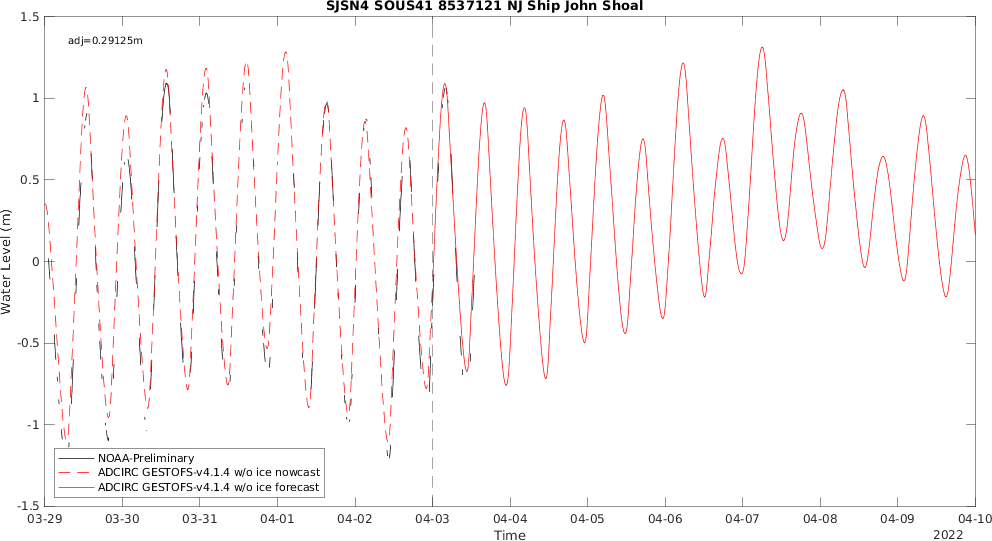 SJSN4 SOUS41 8537121 NJ Ship John Shoal
adj=0.29125m
1.5
1
0.5
0
-0.5
-1
-1.5
Water Level (m)
NOAA-Preliminary
ADCIRC GESTOFS-v4.1.4 w/o ice nowcast
ADCIRC GESTOFS-v4.1.4 w/o ice forecast
03-29 03-30 03-31 04-01 04-02 04-03 04-04 04-05 04-06 04-07 04-08 04-09 04-10
Time
2022